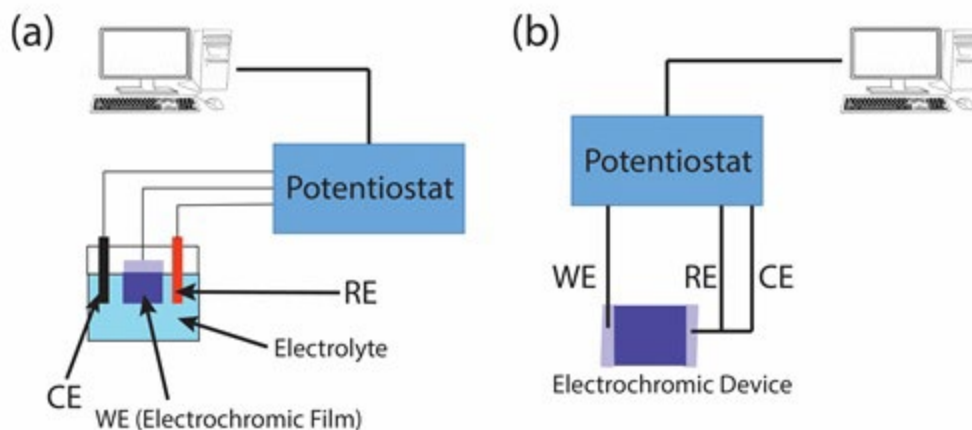 (a)
Potentiostat
RE
Electrolyte
CE
WE (Electrochromic Film)
(b)
Potentiostat
WE
RE
CE
Electrochromic Device